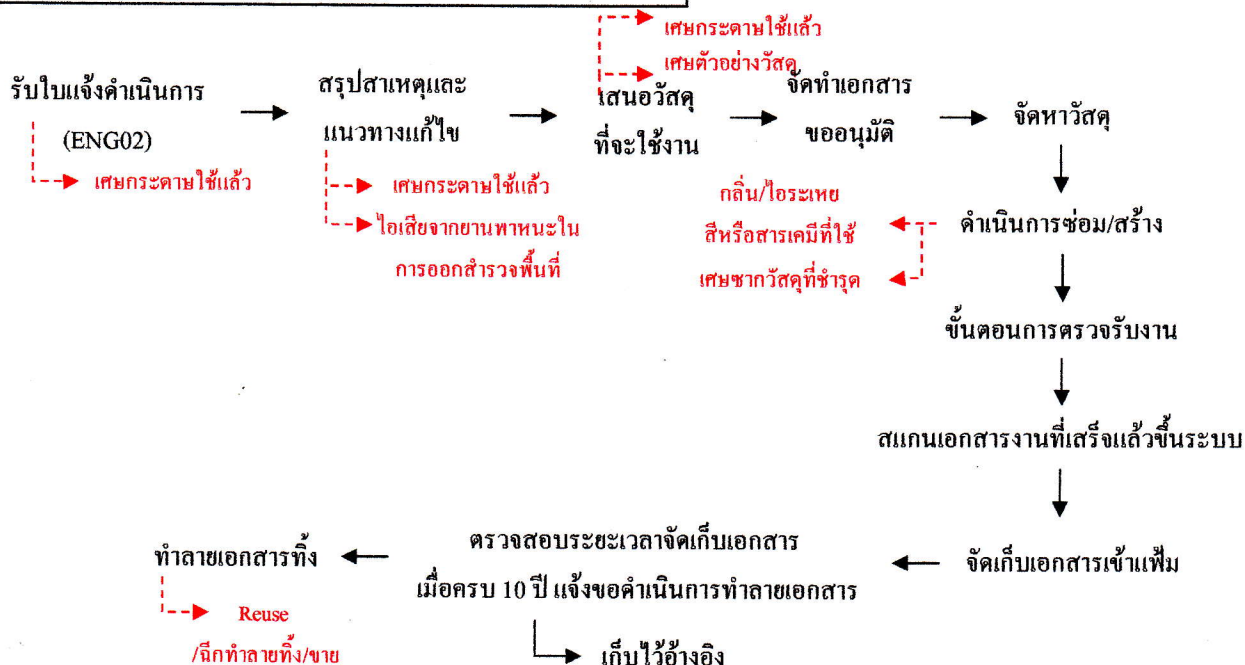 รับใบแจ้งดำเนินการ
(ENG02)
เศษกระดาษใช้แล้ว
สรุปสาเหตุและ
แนวทางแก้ไข
เศษกระดาษใช้แล้ว
ไอเสียจากยานพาหนะใน
การออกสำรวจพื้นที่
เศษกระดาษใช้แล้ว
เศษตัวอย่างวัสดุ
เสนอวัสดุ
ที่จะใช้งาน
จัดทำเอกสาร
ขออนุมัติ
จัดหาวัสดุ
ดำเนินการซ่อม/สร้าง
กลิ่น/ไอระเหย
สีหรือสารเคมีที่ใช้
เศษซากวัสดุที่ชำรุด
ขั้นตอนการตรวจรับงาน
สแกนเอกสารงานที่เสร็จแล้วขึ้นระบบ
จัดเก็บเอกสารเข้าแฟ้ม
ตรวจสอบระยะเวลาจัดเก็บเอกสาร
เมื่อครบ 10 ปี แจ้งขอดำเนินการทำลายเอกสาร
เก็บไว้อ้างอิง
ทำลายเอกสารทิ้ง
Reuse
/ฉีกทำลายทิ้ง/ขาย